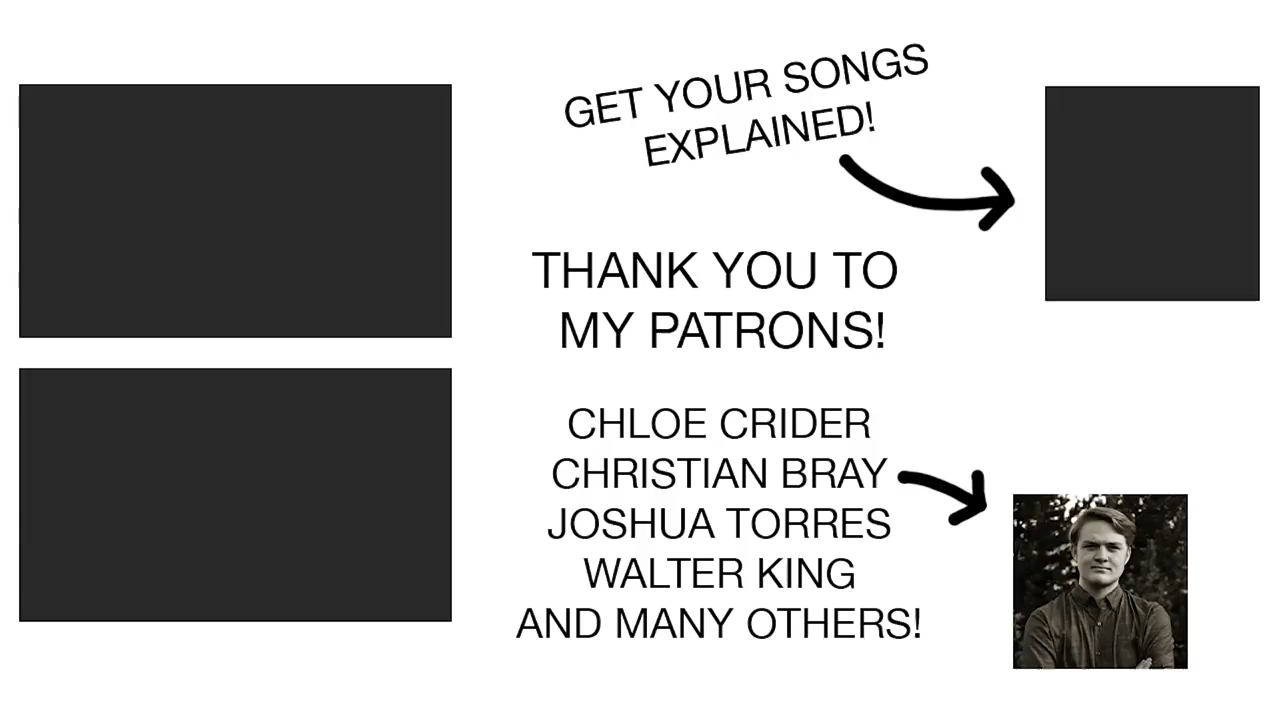 GET YOUR SONGS
EXPLAINED!
THANK YOU TO
MY PATRONS!
CHLOE CRIDER
CHRISTIAN BRAY
JOSHUA TORRES
WALTER KING
AND MANY OTHERS!